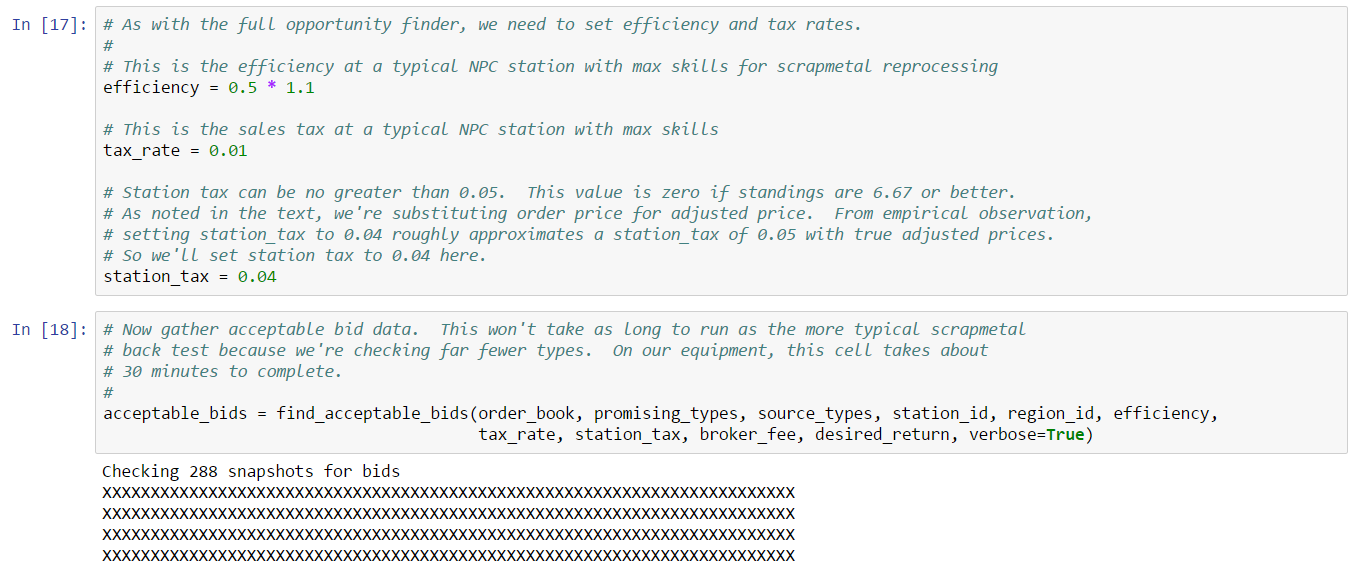 In [17]: # As with the full opportunity finder, we need to set efficiency and tax rates.
#
# This is the efficiency at a typical NPC station with max skills for scrapmetal reprocessing
efficiency = 0.5 * 1.1

# This is the sales tax at a typical NPC station with max skills
tax_rate = 0.01

# Station tax can be no greater than 0.05.  This value is zero if standings are 6.67 or better.
# As noted in the text, we're substituting order price for adjusted price.  From empirical observation,
# setting station_tax to 0.04 roughly approximates a station_tax of 0.05 with true adjusted prices.
# So we'll set station tax to 0.04 here.
station_tax = 0.04

In [18]: # Now gather acceptable bid data.  This won't take as long to run as the more typical scrapmetal
# back test because we're checking far fewer types.  On our equipment, this cell takes about
# 30 minutes to complete.
#
acceptable_bids = find_acceptable_bids(order_book, promising_types, source_types, station_id, region_id, efficiency,
tax_rate, station_tax, broker_fee, desired_return, verbose=True)
Checking 288 snapshots for bids
XXXXXXXXXXXXXXXXXXXXXXXXXXXXXXXXXXXXXXXXXXXXXXXXXXXXXXXXXXXXXXXXXXXXXXXX
XXXXXXXXXXXXXXXXXXXXXXXXXXXXXXXXXXXXXXXXXXXXXXXXXXXXXXXXXXXXXXXXXXXXXXXX
XXXXXXXXXXXXXXXXXXXXXXXXXXXXXXXXXXXXXXXXXXXXXXXXXXXXXXXXXXXXXXXXXXXXXXXX
XXXXXXXXXXXXXXXXXXXXXXXXXXXXXXXXXXXXXXXXXXXXXXXXXXXXXXXXXXXXXXXXXXXXXXXX